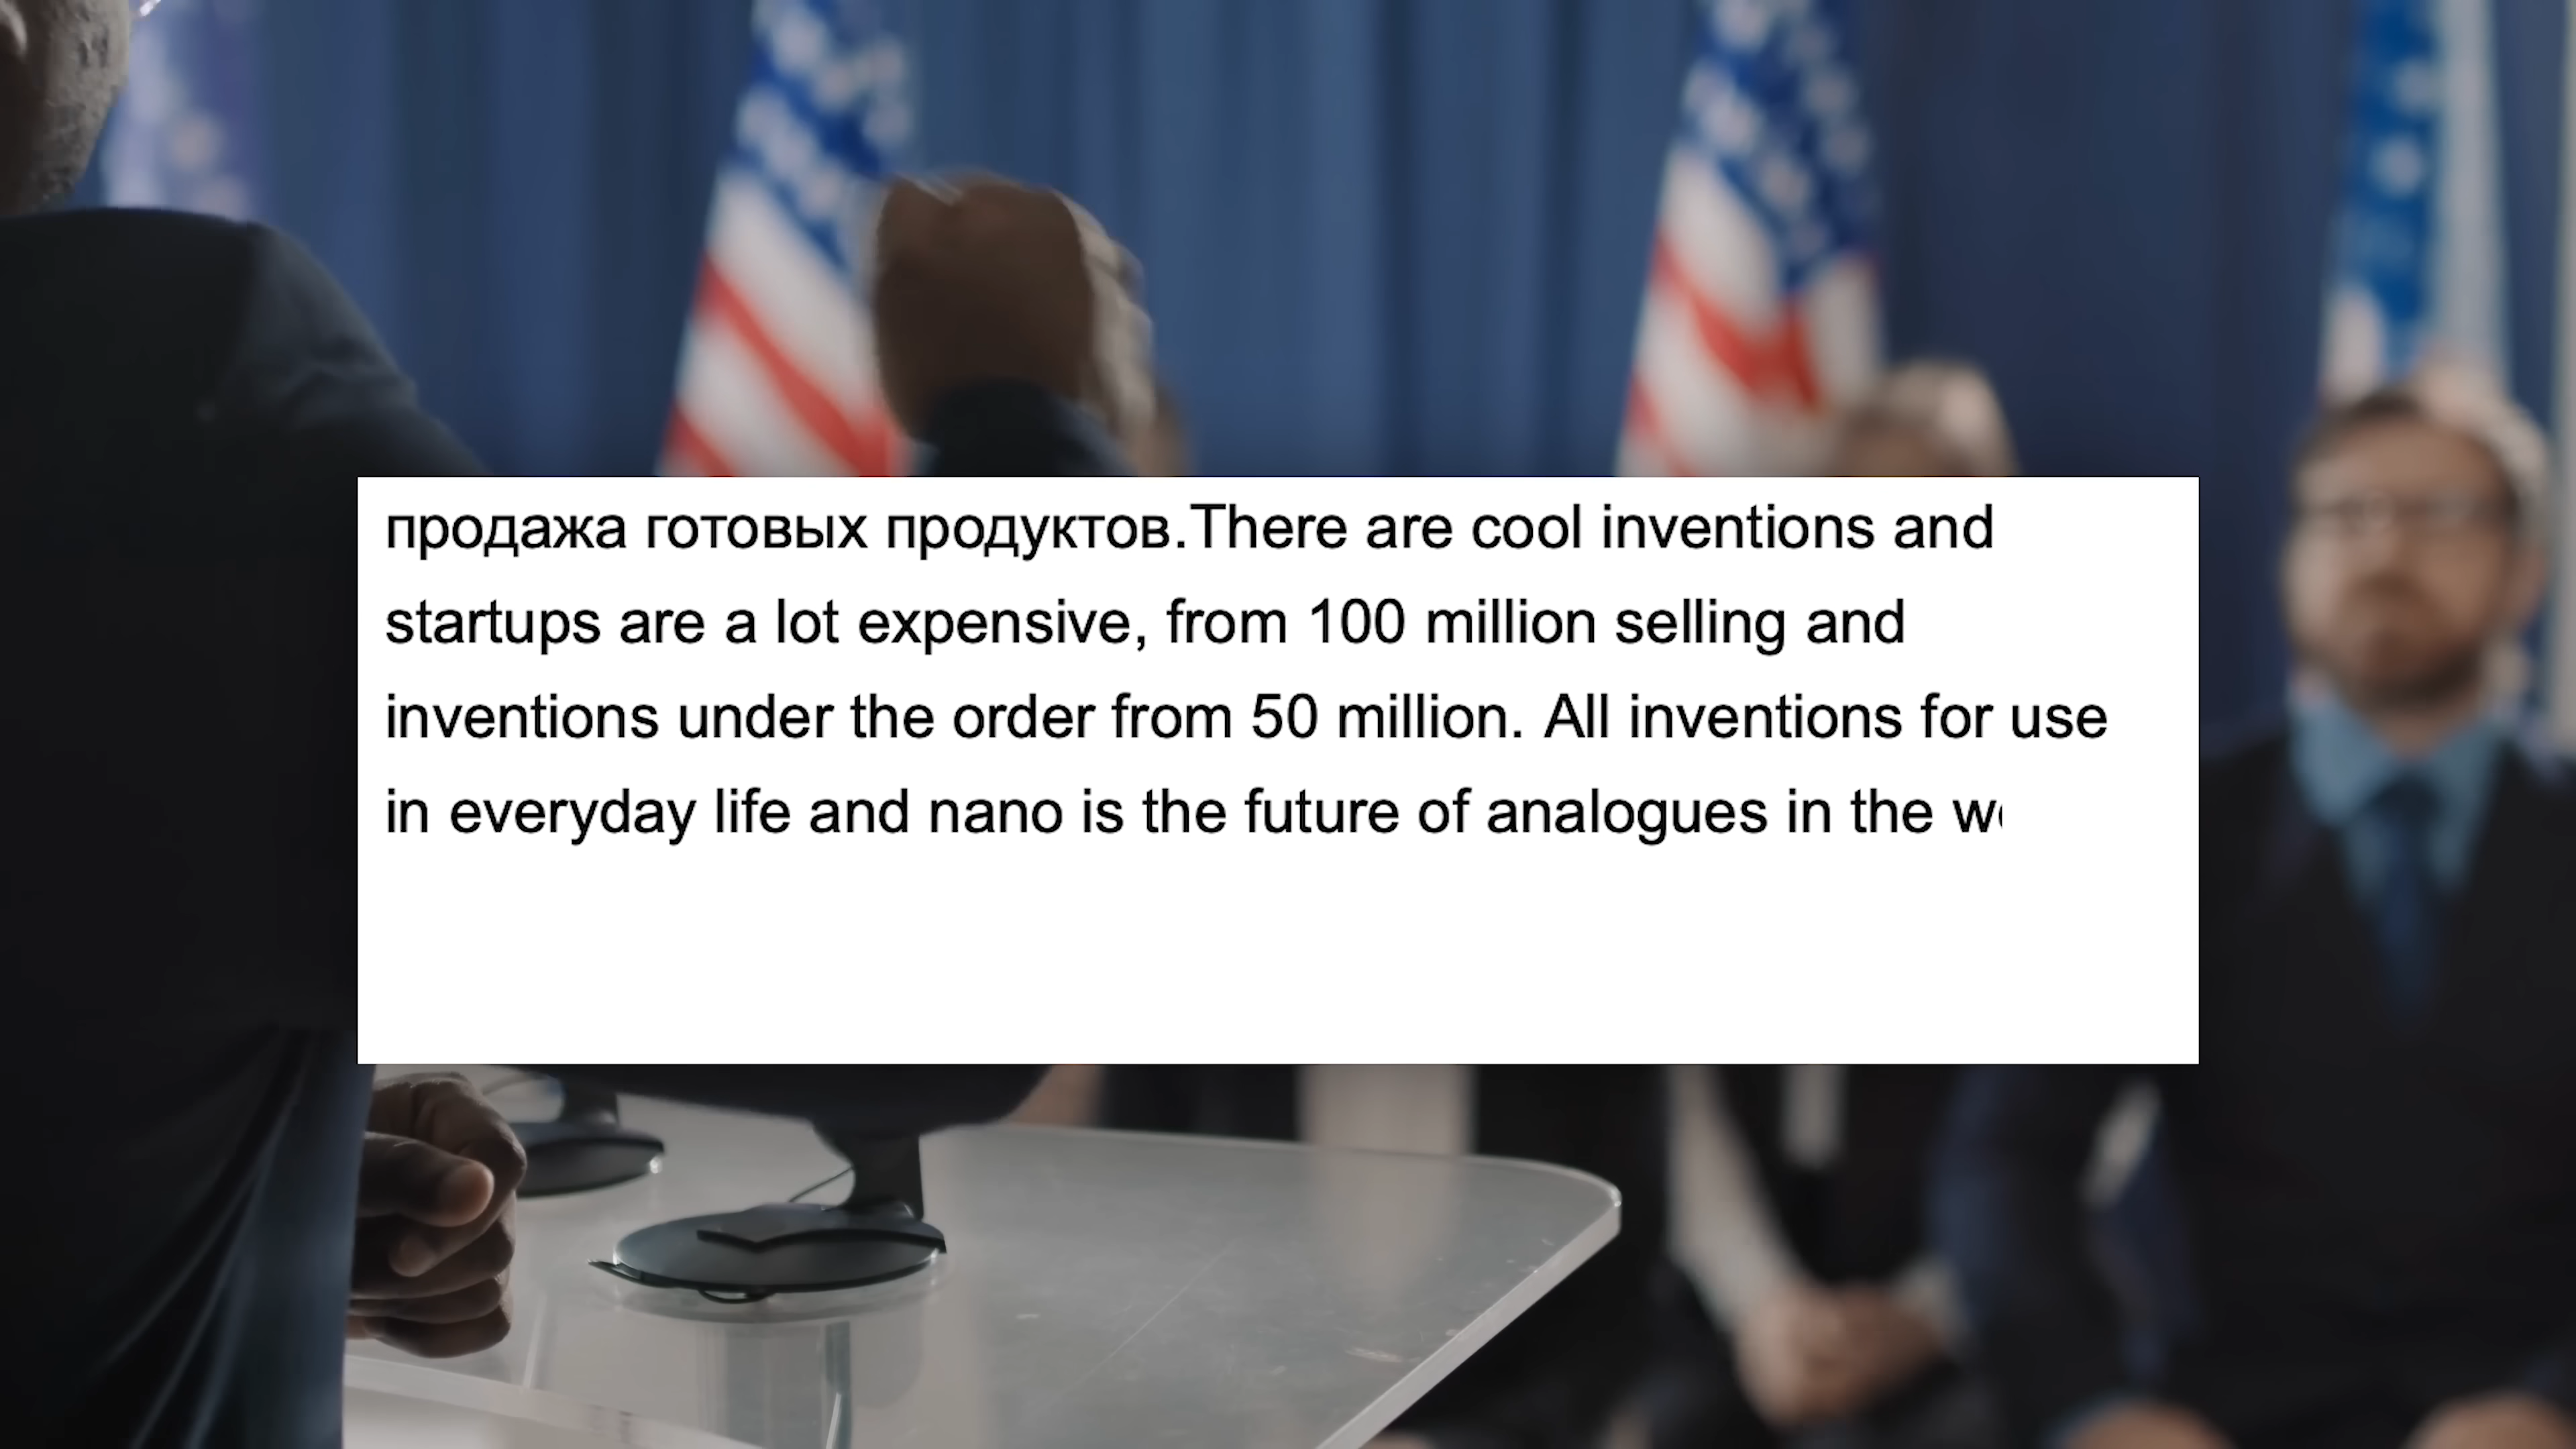 продажа готовых продуктов.There are cool inventions and
startups are a lot expensive, from 100 million selling and
inventions under the order from 50 million. All inventions for use
in everyday life and nano is the future of analogues in the